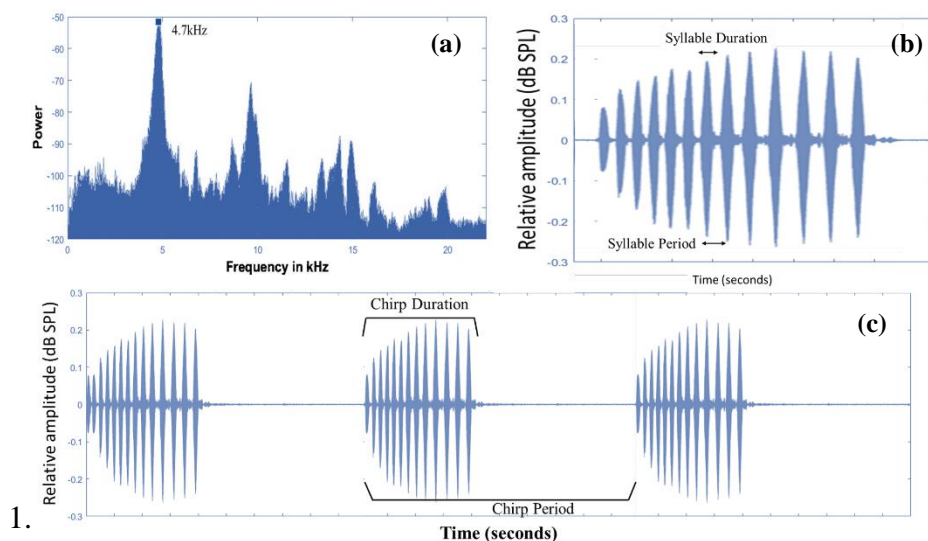 -50
4.7kHz
(a)
-60
-70
-80
-90
-100
-110
-120
Power
0
5
10
15
20
Frequency in kHz
(b)
Syllable Duration
0.3
0.2
0.1
0
-0.1
-0.2
-0.3
Relative amplitude (dB SPL)
Syllable Period
Time (seconds)
(c)
Chirp Duration
0.3
0.2
0.1
0
-0.1
-0.2
-0.3
Relative amplitude (dB SPL)
Chirp Period
1.
Time (seconds)